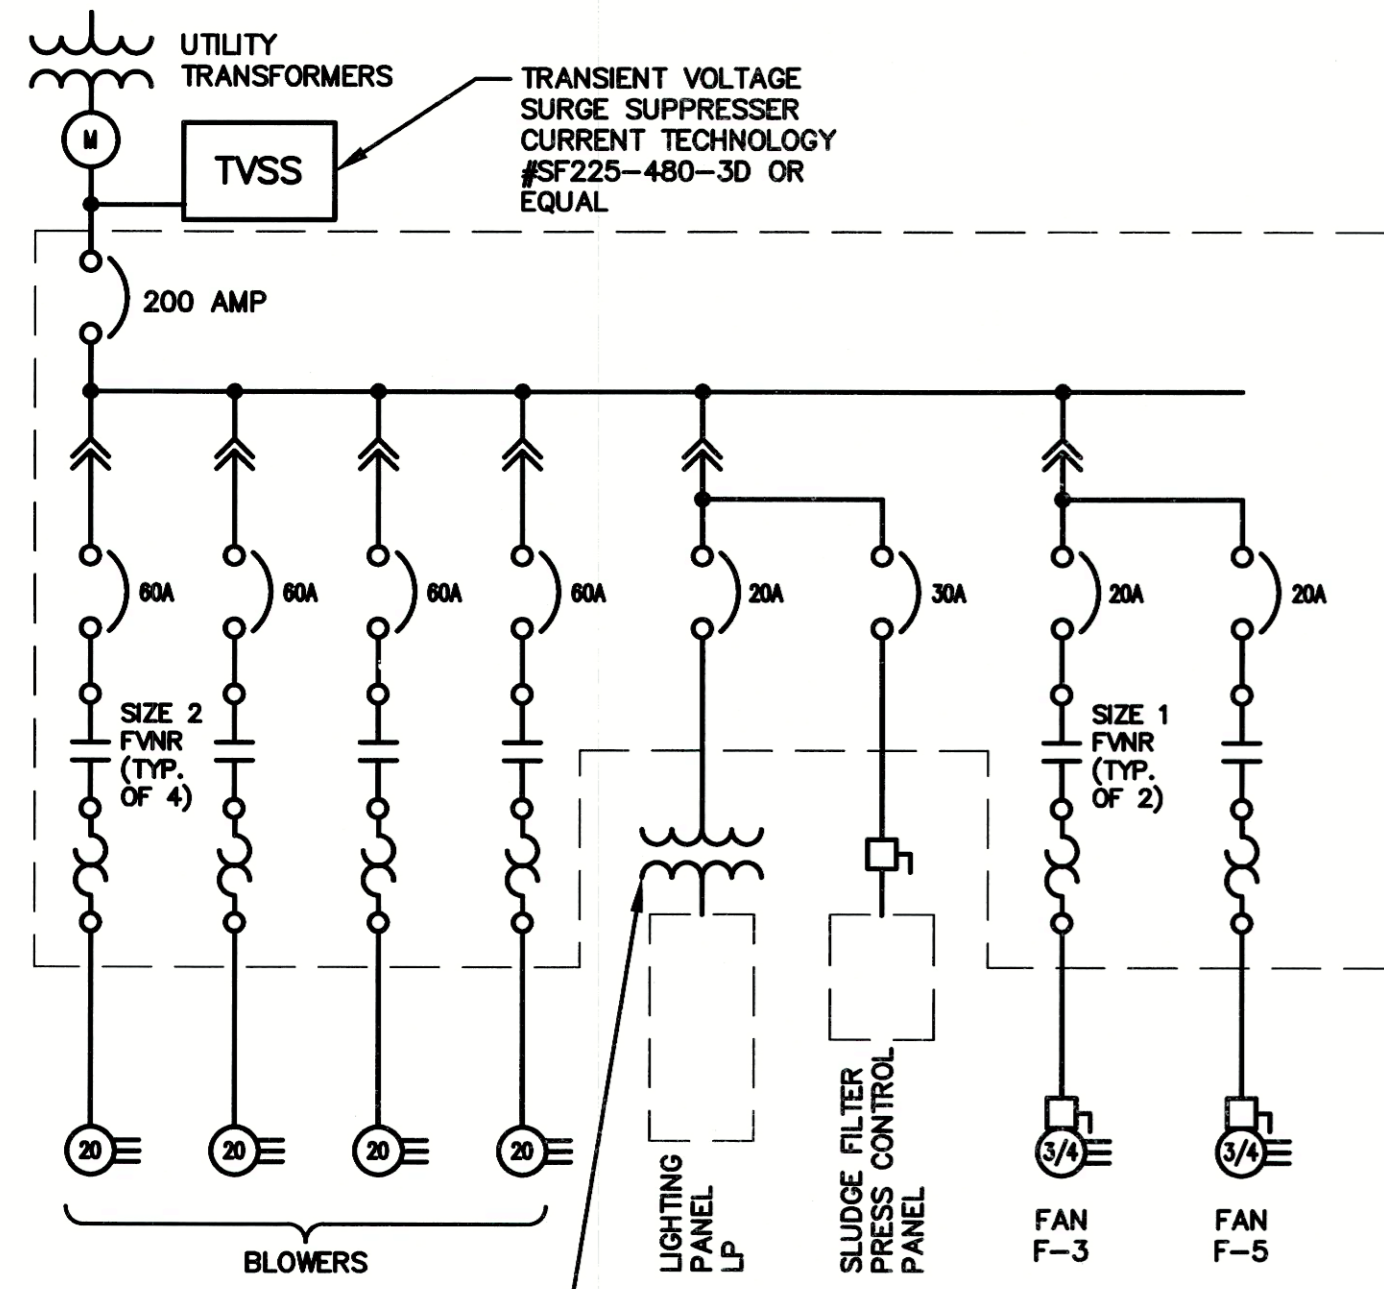 UTILITY
TRANSFORMERS
TRANSIENT VOLTAGE
SURGE SUPPRESSER
CURRENT TECHNOLOGY
#SF225-480-3D OR
EQUAL
M
TVSS
200 AMP
60A
60A
60A
60A
20A
30A
20A
20A
SIZE 2
FVNR
(TYP.
OF 4)
SIZE 1
FVNR
(TYP.
OF 2)
20
20
20
20
3/4
3/4
BLOWERS
LIGHTING
PANEL
LP
SLUDGE FILTER
PRESS CONTROL
PANEL
FAN
F-3
FAN
F-5